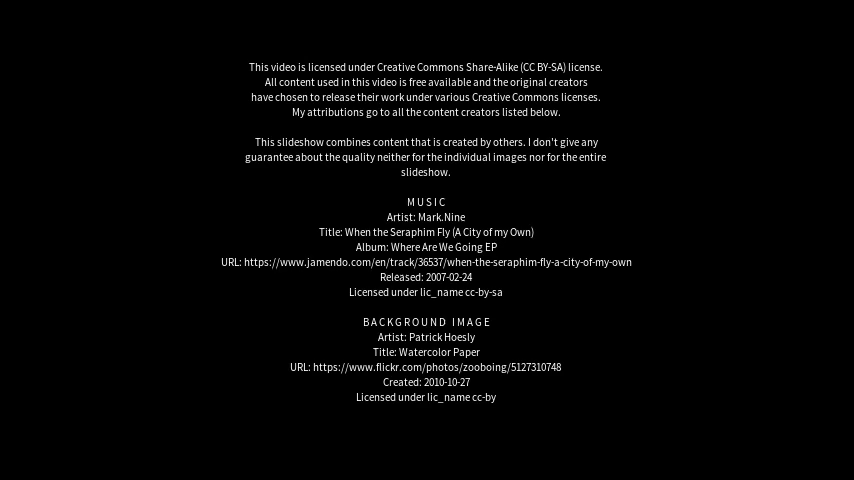 This video is licensed under Creative Commons Share-Alike (CC BY-SA) license.
All content used in this video is free available and the original creators
have chosen to release their work under various Creative Commons licenses.
My attributions go to all the content creators listed below.
This slideshow combines content that is created by others. I don't give any
guarantee about the quality neither for the individual images nor for the entire
slideshow.
MUSIC
Artist: Mark.Nine
Title: When the Seraphim Fly (A City of my Own)
Album: Where Are We Going EP
URL: https://www.jamendo.com/en/track/36537/when-the-seraphim-fly-a-city-of-my-own
Released: 2007-02-24
Licensed under lic_name cc-by-sa
BACKGROUND IMAGE
Artist: Patrick Hoesly
Title: Watercolor Paper
URL: https://www.flickr.com/photos/zooboing/5127310748
Created: 2010-10-27
Licensed under lic_name cc-by